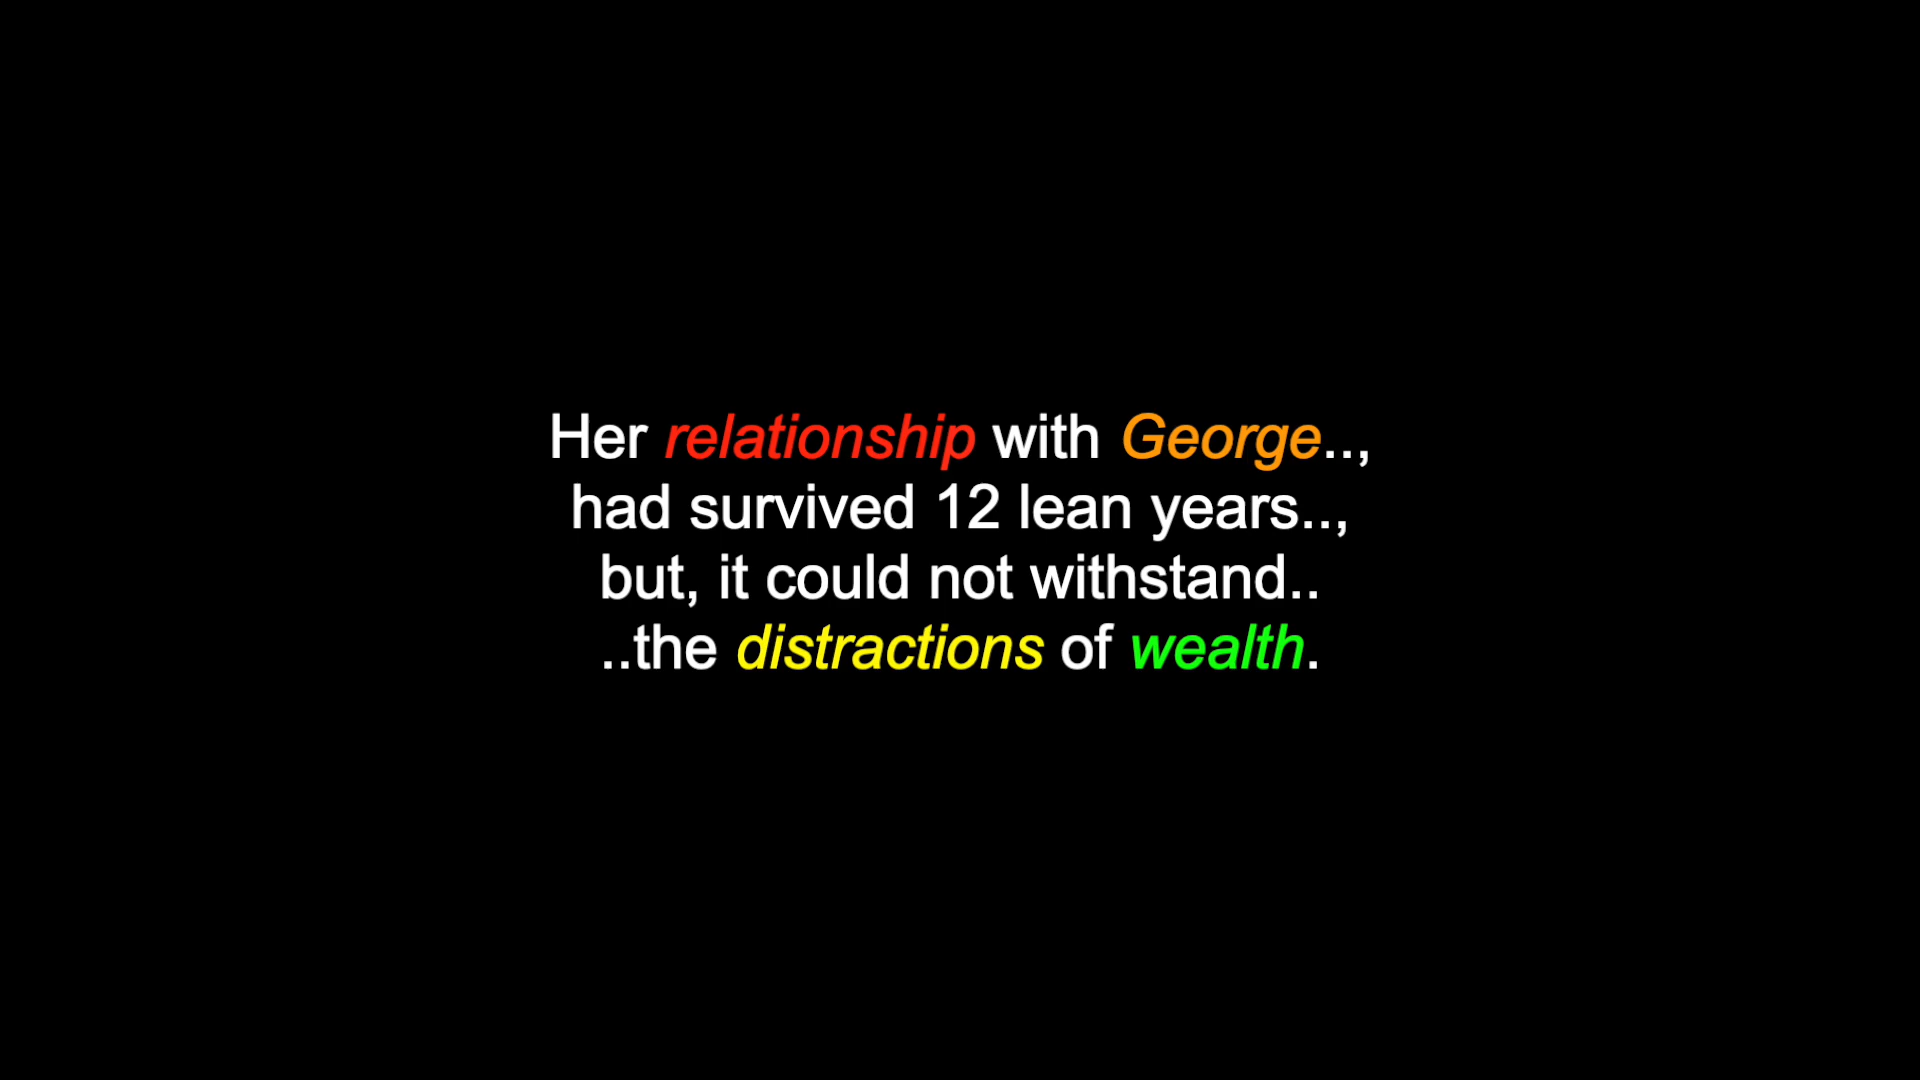 Her relationship with George..,
had survived 12 lean years..,
but, it could not withstand..
..the distractions of wealth.